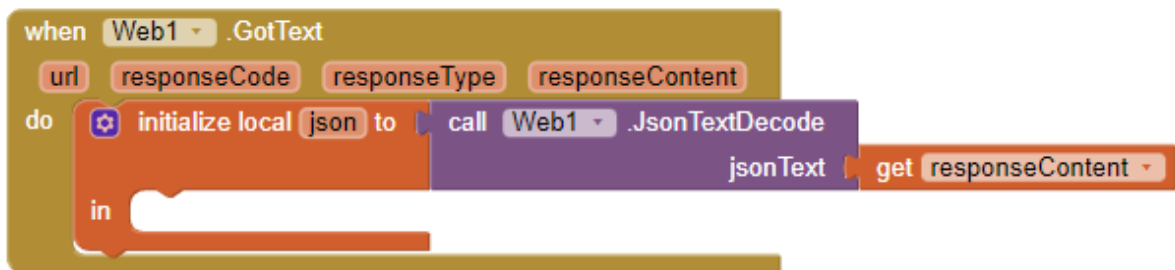 when Web1 .GotText
url responseCode responseType responseContent
do initialize local json to call Web1 .JsonTextDecode
jsonText get responseContent
in